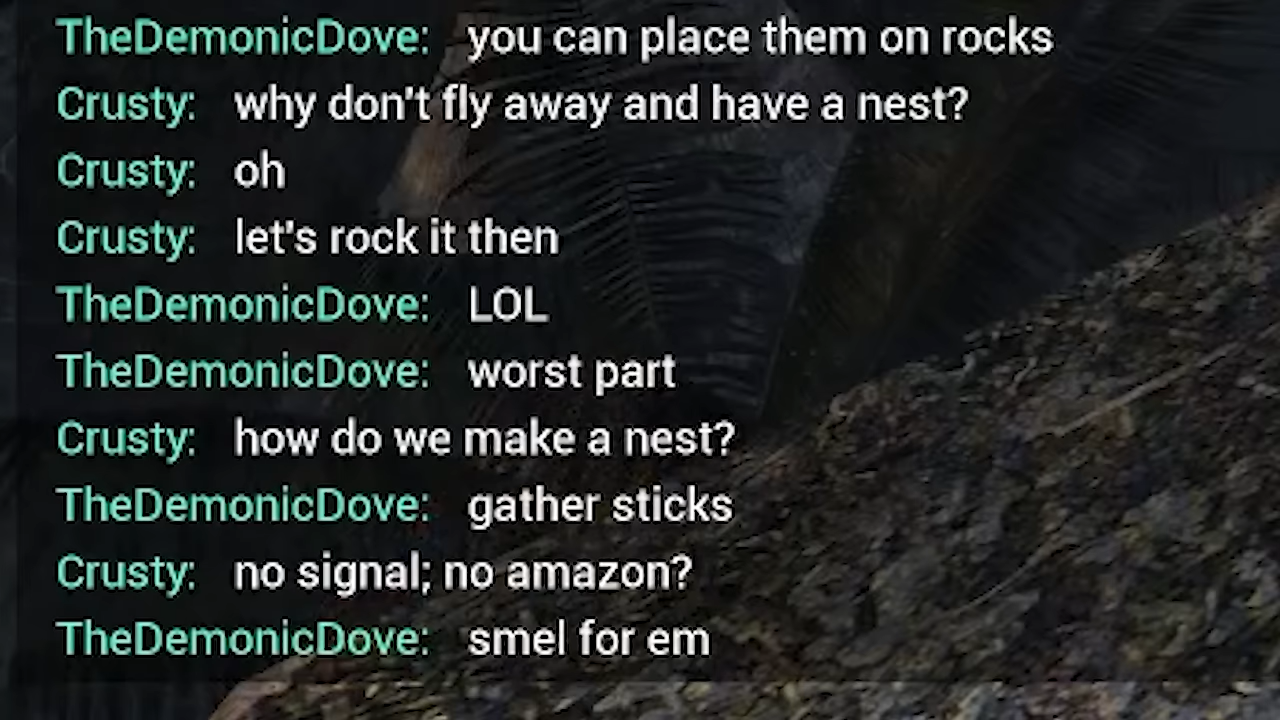 TheDemonicDove: you can place them on rocks
Crusty: why don't fly away and have a nest?
Crusty: oh
Crusty: let's rock it then
TheDemonicDove: LOL
TheDemonicDove: worst part
Crusty: how do we make a nest?
TheDemonicDove: gather sticks
Crusty: no signal; no amazon?
TheDemonicDove: smel for em